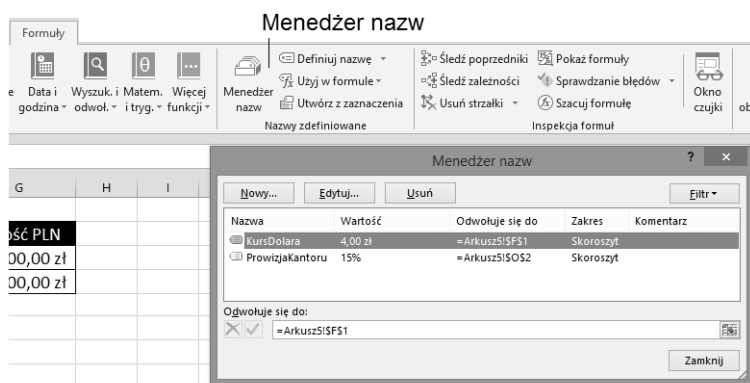 Menedżer nazw
Formuły
Data i godzina
Wyszuk. i odwoł.
Matem. i tryg.
Więcej funkcji
Menedżer nazw
Definiuj nazwę
Użyj w formule
Utwórz z zaznaczenia
Nazwy zdefiniowane
Śledź poprzedniki
Śledź zależności
Usuń strzałki
Pokaż formuły
Sprawdzanie błędów
Szacuj formułę
Inspekcja formuł
Okno czujki
G H I
ość PLN
00,00 zł
00,00 zł
Menedżer nazw ? ×
Nowy... Edytuj... Usuń Filtr
Nazwa Wartość Odwołuje się do Zakres Komentarz
KursDolara 4,00 zł =Arkusz5!$F$1 Skoroszyt
ProwizjaKantoru 15% =Arkusz5!$O$2 Skoroszyt
Odwołuje się do:
=Arkusz5!$F$1
Zamknij